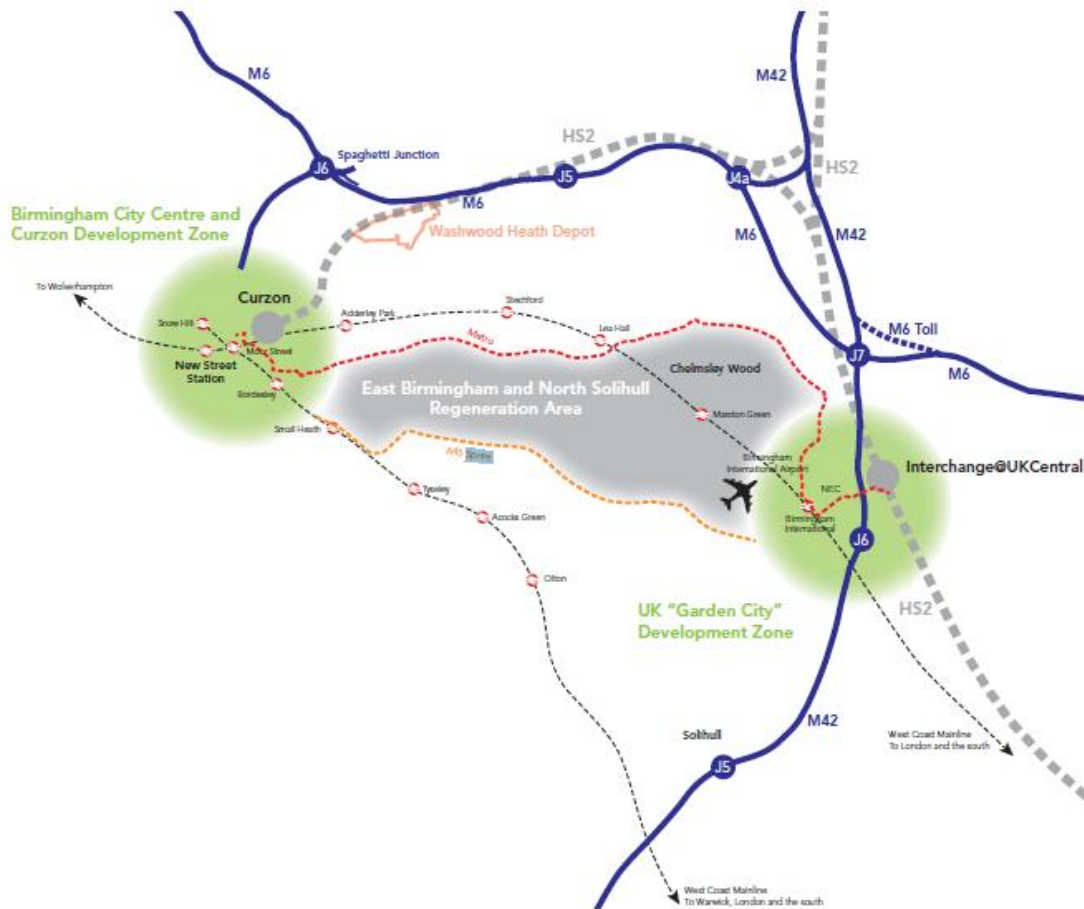 M6
M42
HS2
J6
Spaghetti Junction
J5
J4a
HS2
M6
Birmingham City Centre and
Curzon Development Zone
Washwood Heath Depot
M6
M42
To Wolverhampton
Curzon
Stechford
Snow Hill
Adderley Park
Lea Hall
M6 Toll
Metro
Moor Street
J7
M6
New Street
Station
Chelmsley Wood
East Birmingham and North Solihull
Regeneration Area
Bordesley
Marston Green
Small Heath
A45
Sprint
Birmingham
International Airport
Interchange@UKCentral
Tyseley
NEC
Acocks Green
Birmingham
International
J6
Olton
UK "Garden City"
Development Zone
HS2
M42
Solihull
West Coast Mainline
To London and the south
J5
West Coast Mainline
To Warwick, London and the south